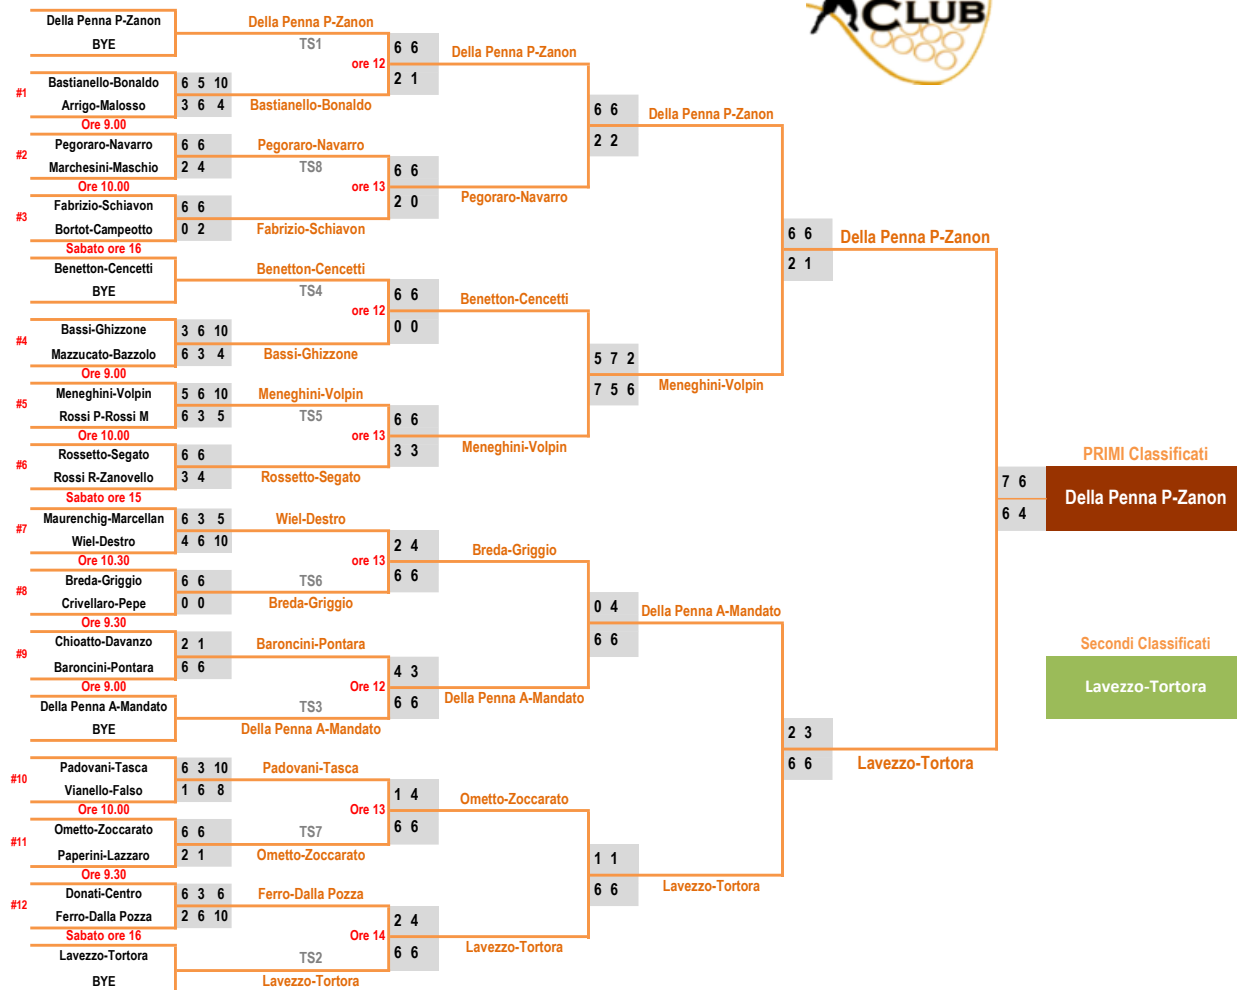 CLUB
Della Penna P-Zanon
BYE
#1
Bastianello-Bonaldo 6 5 10
Arrigo-Malosso 3 6 4
Ore 9.00
#2
Pegoraro-Navarro 6 6
Marchesini-Maschio 2 4
Ore 10.00
#3
Fabrizio-Schiavon 6 6
Bortot-Campeotto 0 2
Sabato ore 16
Benetton-Cencetti
BYE
#4
Bassi-Ghizzone 3 6 10
Mazzucato-Bazzolo 6 3 4
Ore 9.00
#5
Meneghini-Volpin 5 6 10
Rossi P-Rossi M 6 3 5
Ore 10.00
#6
Rossetto-Segato 6 6
Rossi R-Zanovello 3 4
Sabato ore 15
#7
Maurenchig-Marcellan 6 3 5
Wiel-Destro 4 6 10
Ore 10.30
#8
Breda-Griggio 6 6
Crivellaro-Pepe 0 0
Ore 9.30
#9
Chioatto-Davanzo 2 1
Baroncini-Pontara 6 6
Ore 9.00
Della Penna A-Mandato
BYE
#10
Padovani-Tasca 6 3 10
Vianello-Falso 1 6 8
Ore 10.00
#11
Ometto-Zoccarato 6 6
Paperini-Lazzaro 2 1
Ore 9.30
#12
Donati-Centro 6 3 6
Ferro-Dalla Pozza 2 6 10
Sabato ore 16
Lavezzo-Tortora
BYE
Della Penna P-Zanon
TS1
ore 12
6 6
2 1
Bastianello-Bonaldo
Pegoraro-Navarro
TS8
ore 13
6 6
2 0
Fabrizio-Schiavon
Benetton-Cencetti
TS4
ore 12
6 6
0 0
Bassi-Ghizzone
Meneghini-Volpin
TS5
ore 13
6 6
3 3
Rossetto-Segato
Wiel-Destro
ore 13
2 4
6 6
TS6
Breda-Griggio
Baroncini-Pontara
Ore 12
4 3
6 6
TS3
Della Penna A-Mandato
Padovani-Tasca
Ore 13
1 4
6 6
TS7
Ometto-Zoccarato
Ferro-Dalla Pozza
Ore 14
2 4
6 6
TS2
Lavezzo-Tortora
Della Penna P-Zanon
6 6
2 2
Pegoraro-Navarro
Benetton-Cencetti
5 7 2
7 5 6
Meneghini-Volpin
Breda-Griggio
0 4
6 6
Della Penna A-Mandato
Ometto-Zoccarato
1 1
6 6
Lavezzo-Tortora
Della Penna P-Zanon
6 6
2 1
Meneghini-Volpin
Della Penna A-Mandato
2 3
6 6
Lavezzo-Tortora
Della Penna P-Zanon
7 6
6 4
Lavezzo-Tortora
PRIMI Classificati
Della Penna P-Zanon
Secondi Classificati
Lavezzo-Tortora